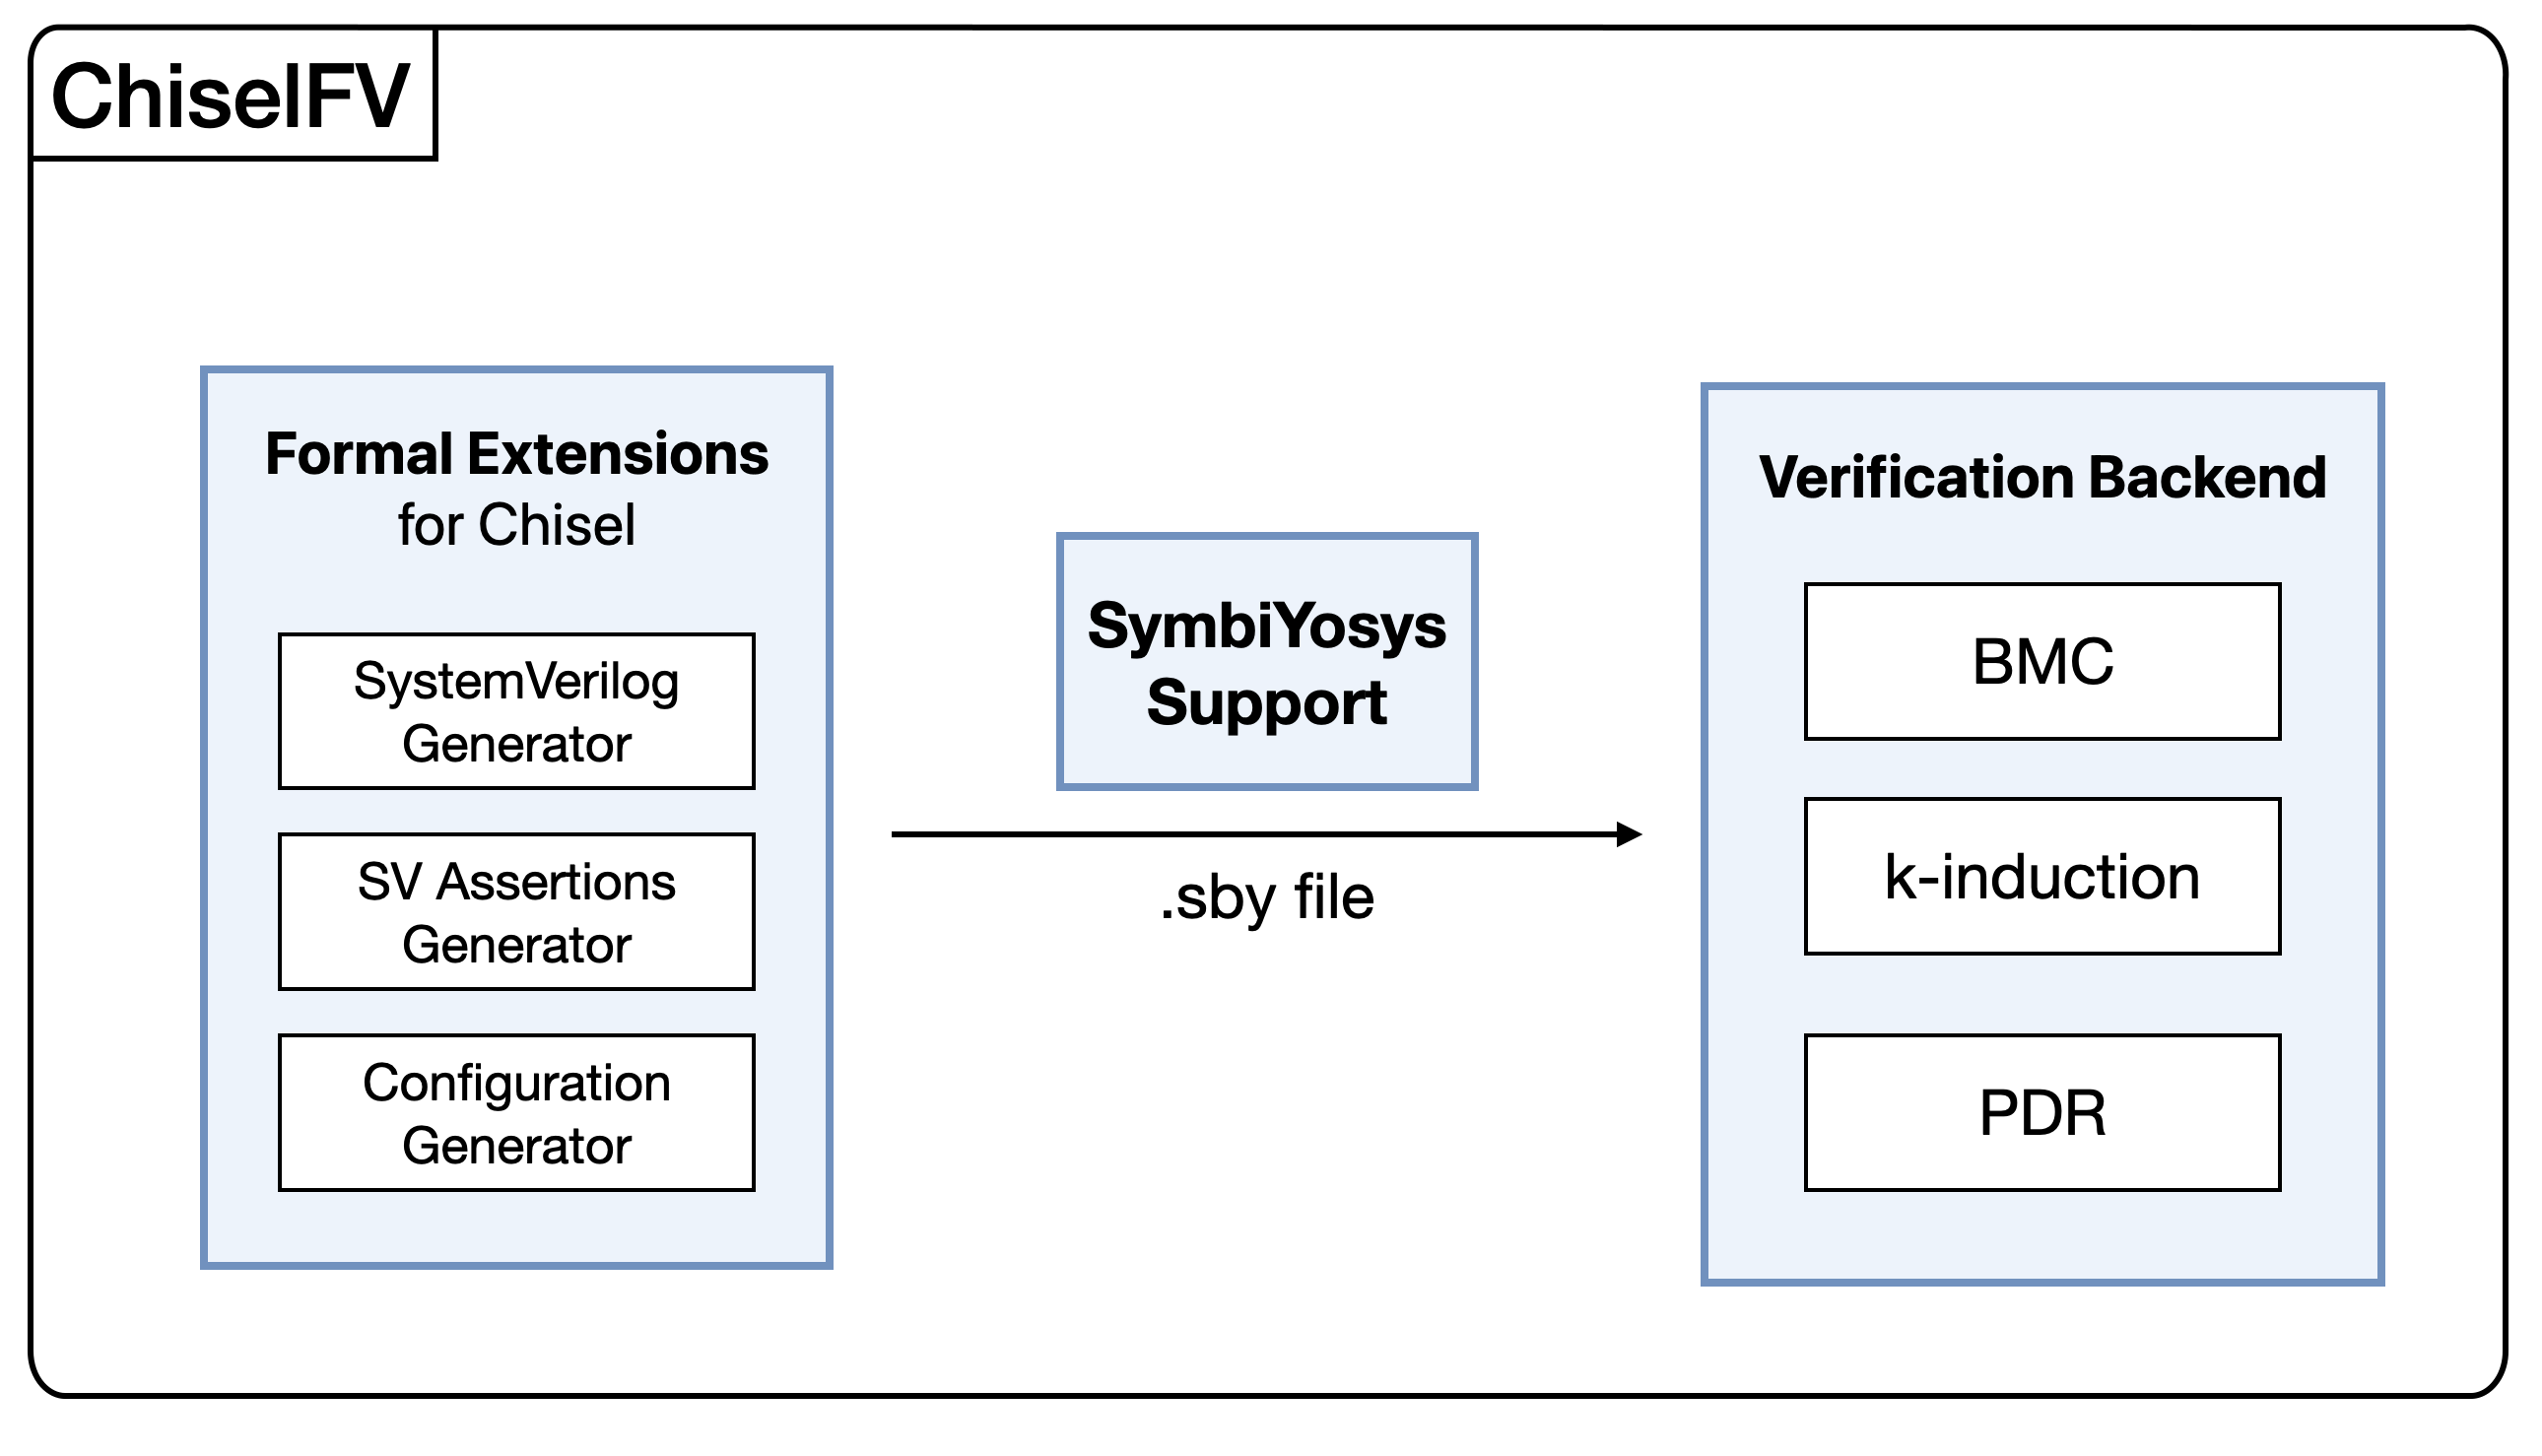 ChiselFV
Formal Extensions
for Chisel
SystemVerilog
Generator
SV Assertions
Generator
Configuration
Generator
SymbiYosys
Support
.sby file
Verification Backend
BMC
k-induction
PDR